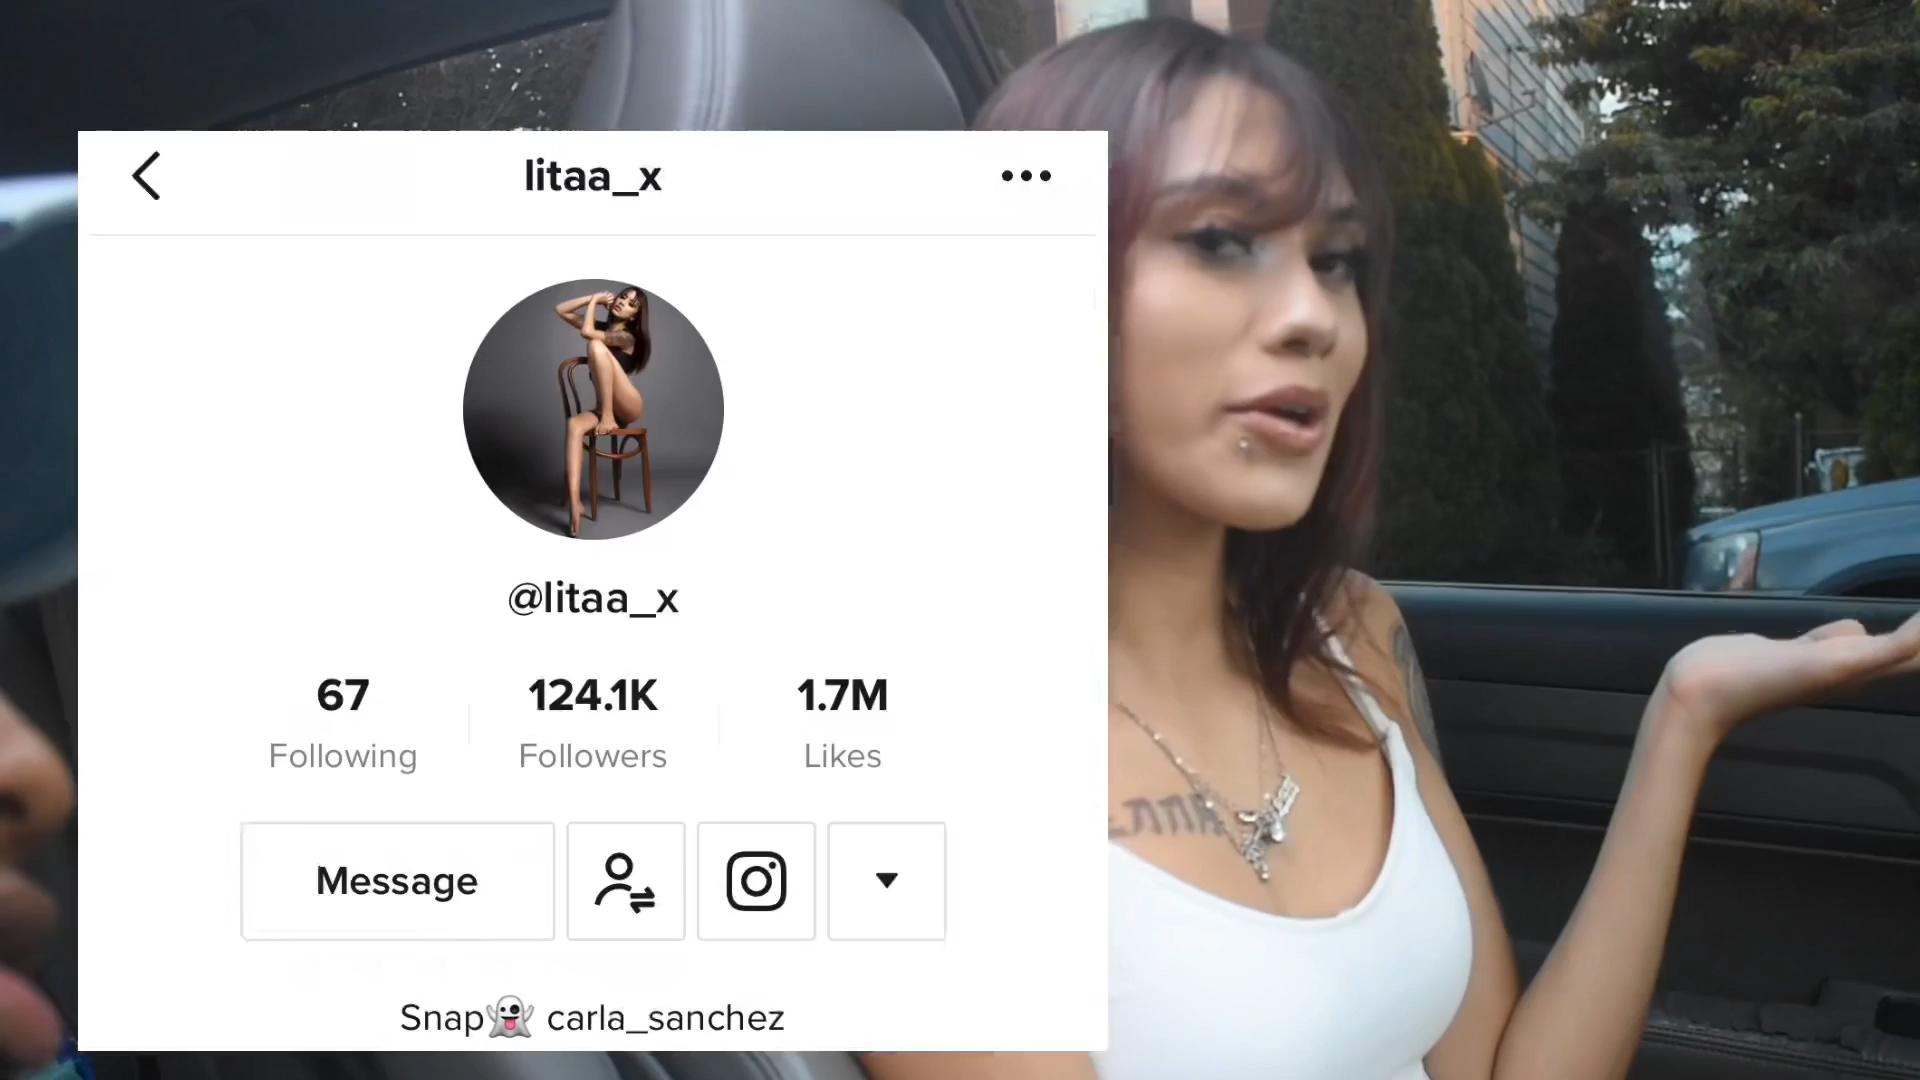 litaa_x
@litaa_x
67
124.1K
1.7M
Following
Followers
Likes
Message
Snap👻 carla_sanchez